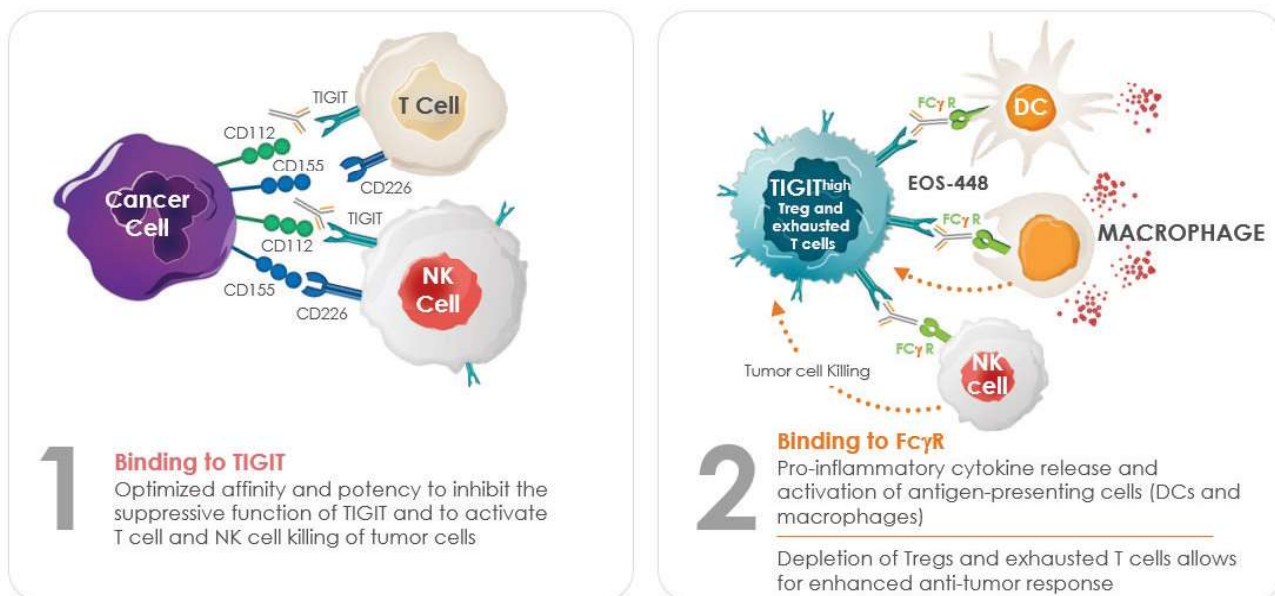 TIGIT
T Cell
CD112
CD155
CD226
Cancer
Cell
TIGIT
CD112
NK
Cell
CD155
CD226
1
Binding to TIGIT
Optimized affinity and potency to inhibit the
suppressive function of TIGIT and to activate
T cell and NK cell killing of tumor cells
FCγ R
DC
TIGIThigh
Treg and
exhausted
T cells
EOS-448
FCγ R
MACROPHAGE
FCγ R
Tumor cell Killing
NK
cell
2
Binding to FcγR
Pro-inflammatory cytokine release and
activation of antigen-presenting cells (DCs and
macrophages)
Depletion of Tregs and exhausted T cells allows
for enhanced anti-tumor response